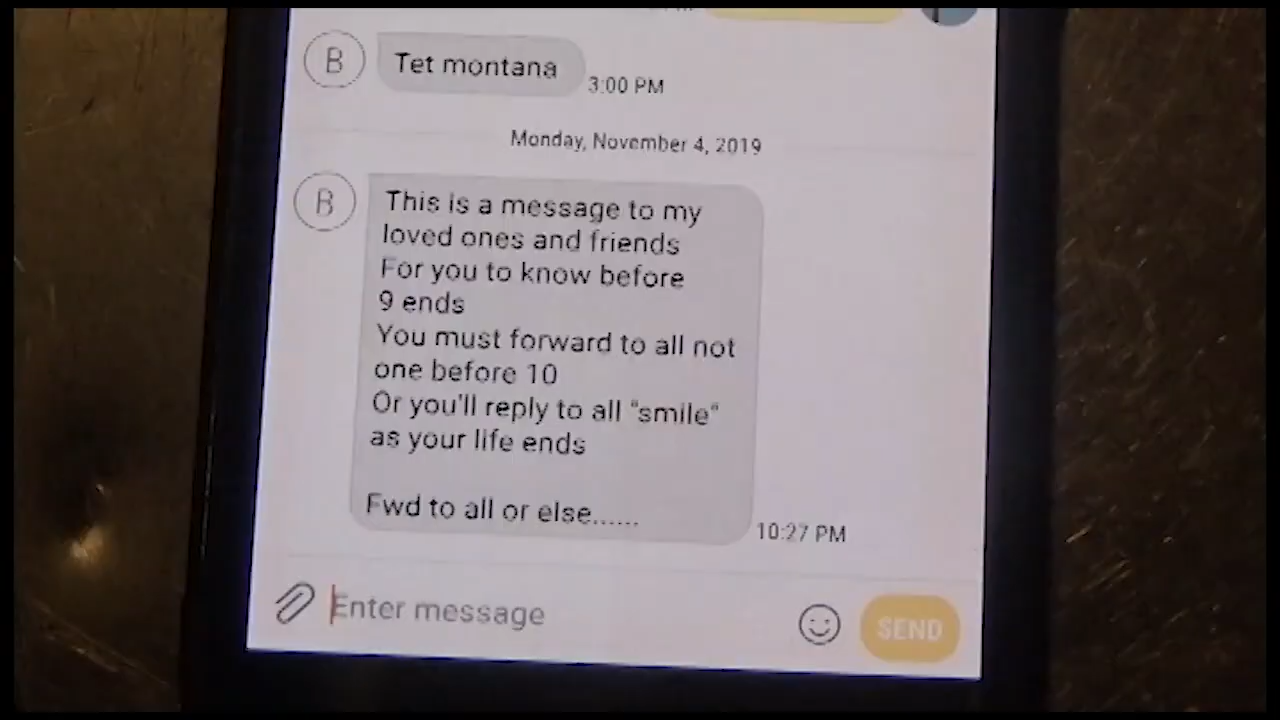 B
Tet montana
3:00 PM
Monday, November 4, 2019
B
This is a message to my
loved ones and friends
For you to know before
9 ends
You must forward to all not
one before 10
Or you'll reply to all "smile"
as your life ends
Fwd to all or else......
10:27 PM
Enter message
SEND